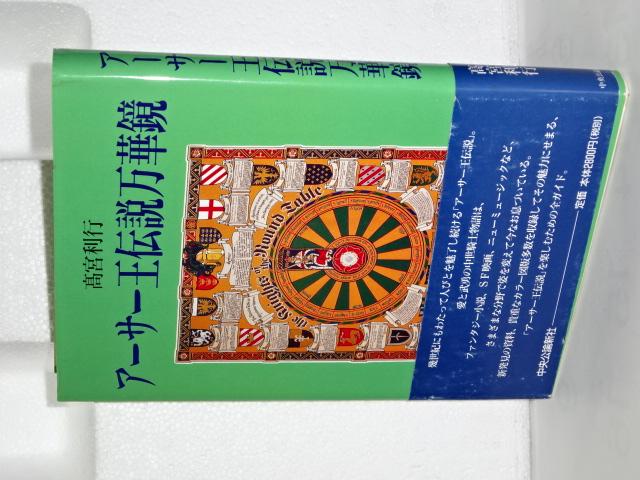 アーサー王伝説万華鏡
高宮利行
アーサー王伝説万華鏡
高宮利行
The Knights of the Round Table
幾世紀にもわたって人びとを魅了し続ける「アーサー王伝説」。
愛と武勇の中世騎士物語は、
ファンタジー小説、SF映画、ニューミュージックなど、
さまざまな分野で姿を変えて今なお息づいている。
新発見の資料、貴重なカラー図版多数を収録してその魅力にせまる、
「アーサー王伝説」を楽しむための全ガイド。
中央公論新社
定価 本体2800円(税別)